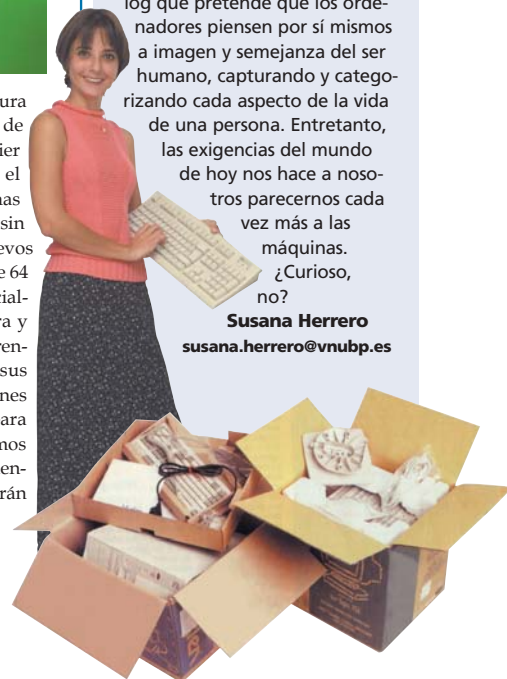 ura
de
ier
el
nas
sin
evos
e 64
cial-
a y
ren-
sus
nes
ara
mos
en-
rán
log que pretende que los orde-
nadores piensen por sí mismos
a imagen y semejanza del ser
humano, capturando y catego-
rizando cada aspecto de la vida
de una persona. Entretanto,
las exigencias del mundo
de hoy nos hace a noso-
tros parecernos cada
vez más a las
máquinas.
¿Curioso,
no?
Susana Herrero
susana.herrero@vnubp.es